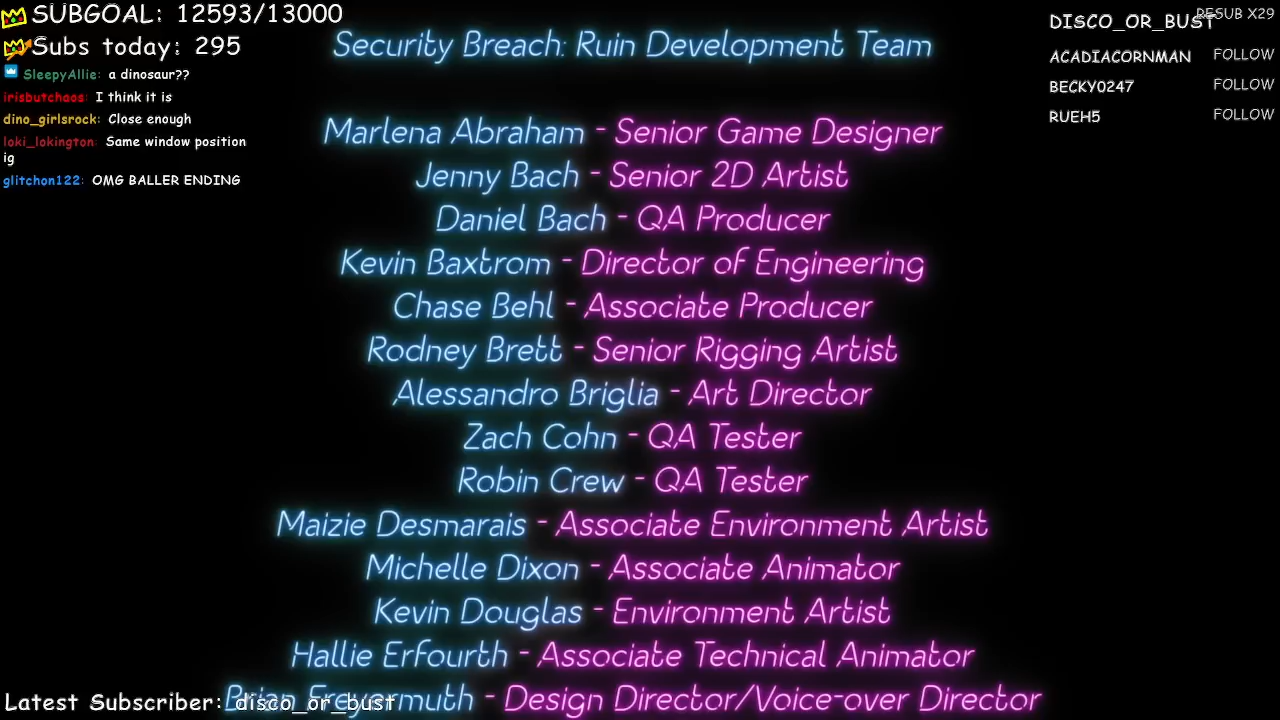 SUBGOAL: 12593/13000
Subs today: 295
SleepyAllie: a dinosaur??
irisbutchaos: I think it is
dino_girlsrock: Close enough
loki_lokington: Same window position
ig
glitchon122: OMG BALLER ENDING
RESUB X29
DISCO_OR_BUST
ACADIACORNMAN FOLLOW
BECKY0247 FOLLOW
RUEH5 FOLLOW
Security Breach: Ruin Development Team
Marlena Abraham - Senior Game Designer
Jenny Bach - Senior 2D Artist
Daniel Bach - QA Producer
Kevin Baxtrom - Director of Engineering
Chase Behl - Associate Producer
Rodney Brett - Senior Rigging Artist
Alessandro Briglia - Art Director
Zach Cohn - QA Tester
Robin Crew - QA Tester
Maizie Desmarais - Associate Environment Artist
Michelle Dixon - Associate Animator
Kevin Douglas - Environment Artist
Hallie Erfourth - Associate Technical Animator
Brian Freyermuth - Design Director/Voice-over Director
Latest Subscriber: disco_or_bust